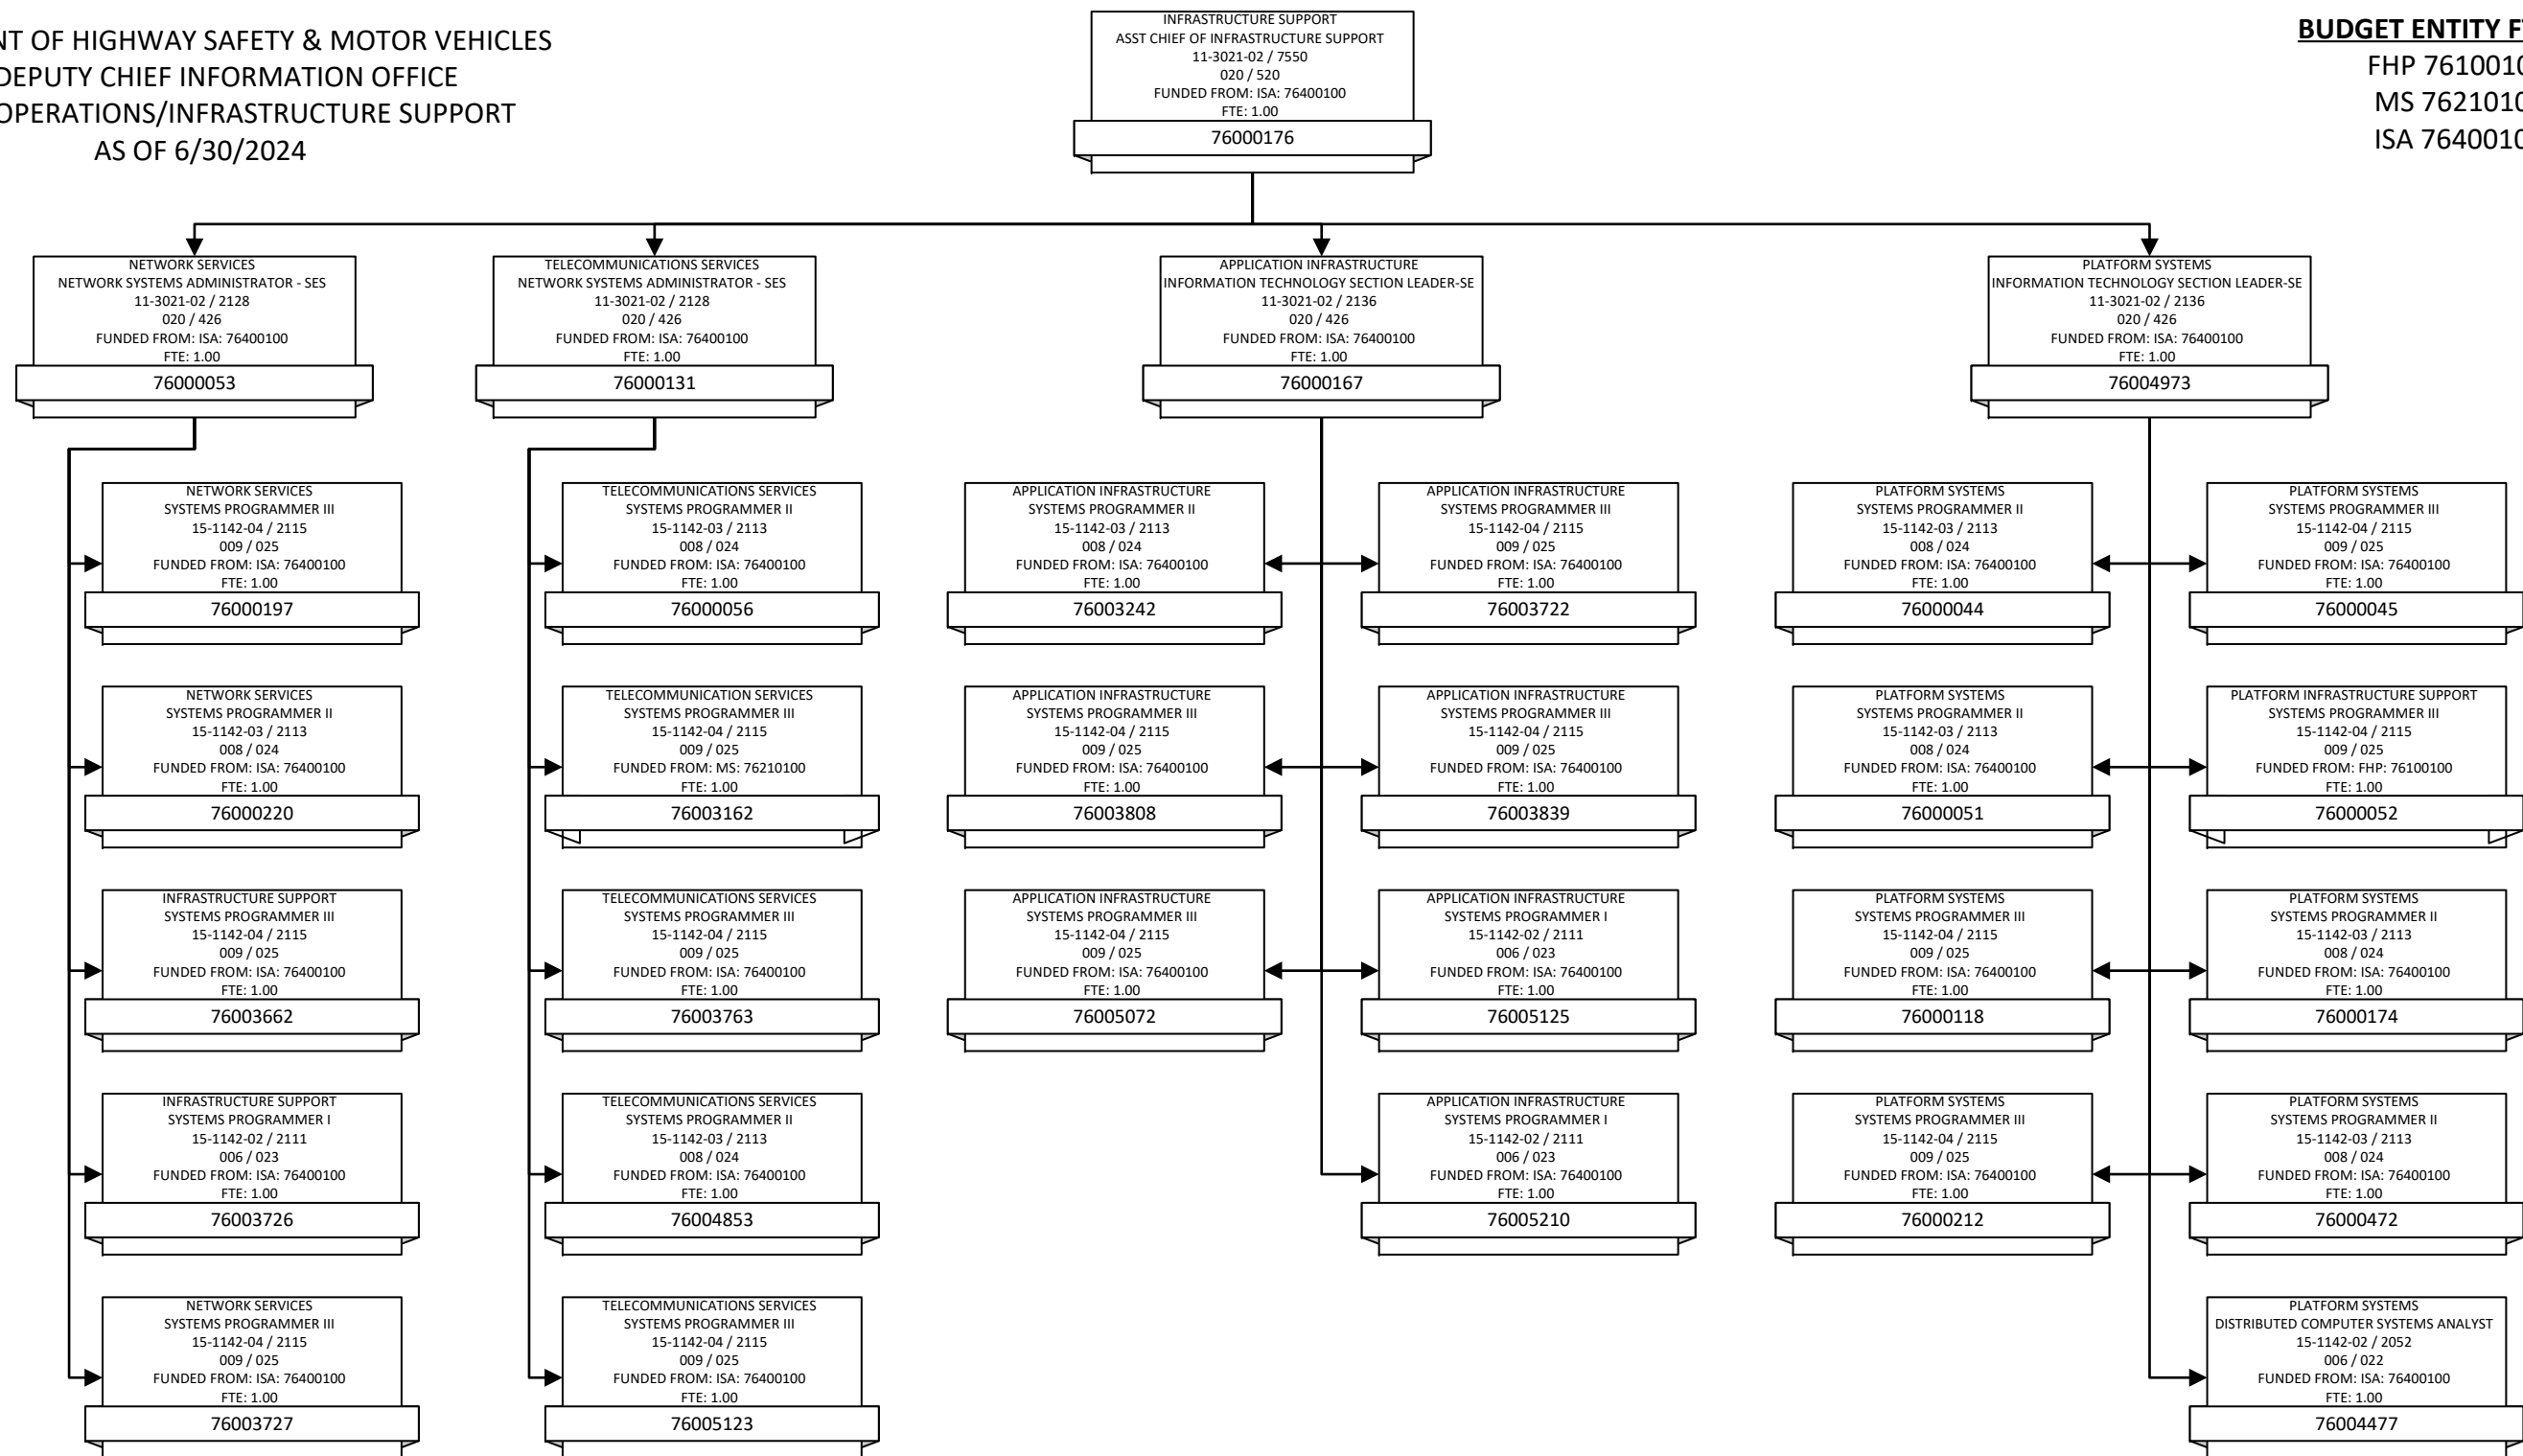 NT OF HIGHWAY SAFETY & MOTOR VEHICLES
DEPUTY CHIEF INFORMATION OFFICE
OPERATIONS/INFRASTRUCTURE SUPPORT
AS OF 6/30/2024
INFRASTRUCTURE SUPPORT
ASST CHIEF OF INFRASTRUCTURE SUPPORT
11-3021-02 / 7550
020 / 520
FUNDED FROM: ISA: 76400100
FTE: 1.00
76000176
BUDGET ENTITY F
FHP 7610010
MS 7621010
ISA 7640010
NETWORK SERVICES
NETWORK SYSTEMS ADMINISTRATOR - SES
11-3021-02 / 2128
020 / 426
FUNDED FROM: ISA: 76400100
FTE: 1.00
76000053
TELECOMMUNICATIONS SERVICES
NETWORK SYSTEMS ADMINISTRATOR - SES
11-3021-02 / 2128
020 / 426
FUNDED FROM: ISA: 76400100
FTE: 1.00
76000131
APPLICATION INFRASTRUCTURE
INFORMATION TECHNOLOGY SECTION LEADER-SE
11-3021-02 / 2136
020 / 426
FUNDED FROM: ISA: 76400100
FTE: 1.00
76000167
PLATFORM SYSTEMS
INFORMATION TECHNOLOGY SECTION LEADER-SE
11-3021-02 / 2136
020 / 426
FUNDED FROM: ISA: 76400100
FTE: 1.00
76004973
NETWORK SERVICES
SYSTEMS PROGRAMMER III
15-1142-04 / 2115
009 / 025
FUNDED FROM: ISA: 76400100
FTE: 1.00
76000197
TELECOMMUNICATIONS SERVICES
SYSTEMS PROGRAMMER II
15-1142-03 / 2113
008 / 024
FUNDED FROM: ISA: 76400100
FTE: 1.00
76000056
APPLICATION INFRASTRUCTURE
SYSTEMS PROGRAMMER II
15-1142-03 / 2113
008 / 024
FUNDED FROM: ISA: 76400100
FTE: 1.00
76003242
APPLICATION INFRASTRUCTURE
SYSTEMS PROGRAMMER III
15-1142-04 / 2115
009 / 025
FUNDED FROM: ISA: 76400100
FTE: 1.00
76003722
PLATFORM SYSTEMS
SYSTEMS PROGRAMMER II
15-1142-03 / 2113
008 / 024
FUNDED FROM: ISA: 76400100
FTE: 1.00
76000044
PLATFORM SYSTEMS
SYSTEMS PROGRAMMER III
15-1142-04 / 2115
009 / 025
FUNDED FROM: ISA: 76400100
FTE: 1.00
76000045
NETWORK SERVICES
SYSTEMS PROGRAMMER II
15-1142-03 / 2113
008 / 024
FUNDED FROM: ISA: 76400100
FTE: 1.00
76000220
TELECOMMUNICATION SERVICES
SYSTEMS PROGRAMMER III
15-1142-04 / 2115
009 / 025
FUNDED FROM: MS: 76210100
FTE: 1.00
76003162
APPLICATION INFRASTRUCTURE
SYSTEMS PROGRAMMER III
15-1142-04 / 2115
009 / 025
FUNDED FROM: ISA: 76400100
FTE: 1.00
76003808
APPLICATION INFRASTRUCTURE
SYSTEMS PROGRAMMER III
15-1142-04 / 2115
009 / 025
FUNDED FROM: ISA: 76400100
FTE: 1.00
76003839
PLATFORM SYSTEMS
SYSTEMS PROGRAMMER II
15-1142-03 / 2113
008 / 024
FUNDED FROM: ISA: 76400100
FTE: 1.00
76000051
PLATFORM INFRASTRUCTURE SUPPORT
SYSTEMS PROGRAMMER III
15-1142-04 / 2115
009 / 025
FUNDED FROM: FHP: 76100100
FTE: 1.00
76000052
INFRASTRUCTURE SUPPORT
SYSTEMS PROGRAMMER III
15-1142-04 / 2115
009 / 025
FUNDED FROM: ISA: 76400100
FTE: 1.00
76003662
TELECOMMUNICATIONS SERVICES
SYSTEMS PROGRAMMER III
15-1142-04 / 2115
009 / 025
FUNDED FROM: ISA: 76400100
FTE: 1.00
76003763
APPLICATION INFRASTRUCTURE
SYSTEMS PROGRAMMER III
15-1142-04 / 2115
009 / 025
FUNDED FROM: ISA: 76400100
FTE: 1.00
76005072
APPLICATION INFRASTRUCTURE
SYSTEMS PROGRAMMER I
15-1142-02 / 2111
006 / 023
FUNDED FROM: ISA: 76400100
FTE: 1.00
76005125
PLATFORM SYSTEMS
SYSTEMS PROGRAMMER III
15-1142-04 / 2115
009 / 025
FUNDED FROM: ISA: 76400100
FTE: 1.00
76000118
PLATFORM SYSTEMS
SYSTEMS PROGRAMMER II
15-1142-03 / 2113
008 / 024
FUNDED FROM: ISA: 76400100
FTE: 1.00
76000174
INFRASTRUCTURE SUPPORT
SYSTEMS PROGRAMMER I
15-1142-02 / 2111
006 / 023
FUNDED FROM: ISA: 76400100
FTE: 1.00
76003726
TELECOMMUNICATIONS SERVICES
SYSTEMS PROGRAMMER II
15-1142-03 / 2113
008 / 024
FUNDED FROM: ISA: 76400100
FTE: 1.00
76004853
APPLICATION INFRASTRUCTURE
SYSTEMS PROGRAMMER I
15-1142-02 / 2111
006 / 023
FUNDED FROM: ISA: 76400100
FTE: 1.00
76005210
PLATFORM SYSTEMS
SYSTEMS PROGRAMMER III
15-1142-04 / 2115
009 / 025
FUNDED FROM: ISA: 76400100
FTE: 1.00
76000212
PLATFORM SYSTEMS
SYSTEMS PROGRAMMER II
15-1142-03 / 2113
008 / 024
FUNDED FROM: ISA: 76400100
FTE: 1.00
76000472
NETWORK SERVICES
SYSTEMS PROGRAMMER III
15-1142-04 / 2115
009 / 025
FUNDED FROM: ISA: 76400100
FTE: 1.00
76003727
TELECOMMUNICATIONS SERVICES
SYSTEMS PROGRAMMER III
15-1142-04 / 2115
009 / 025
FUNDED FROM: ISA: 76400100
FTE: 1.00
76005123
PLATFORM SYSTEMS
DISTRIBUTED COMPUTER SYSTEMS ANALYST
15-1142-02 / 2052
006 / 022
FUNDED FROM: ISA: 76400100
FTE: 1.00
76004477